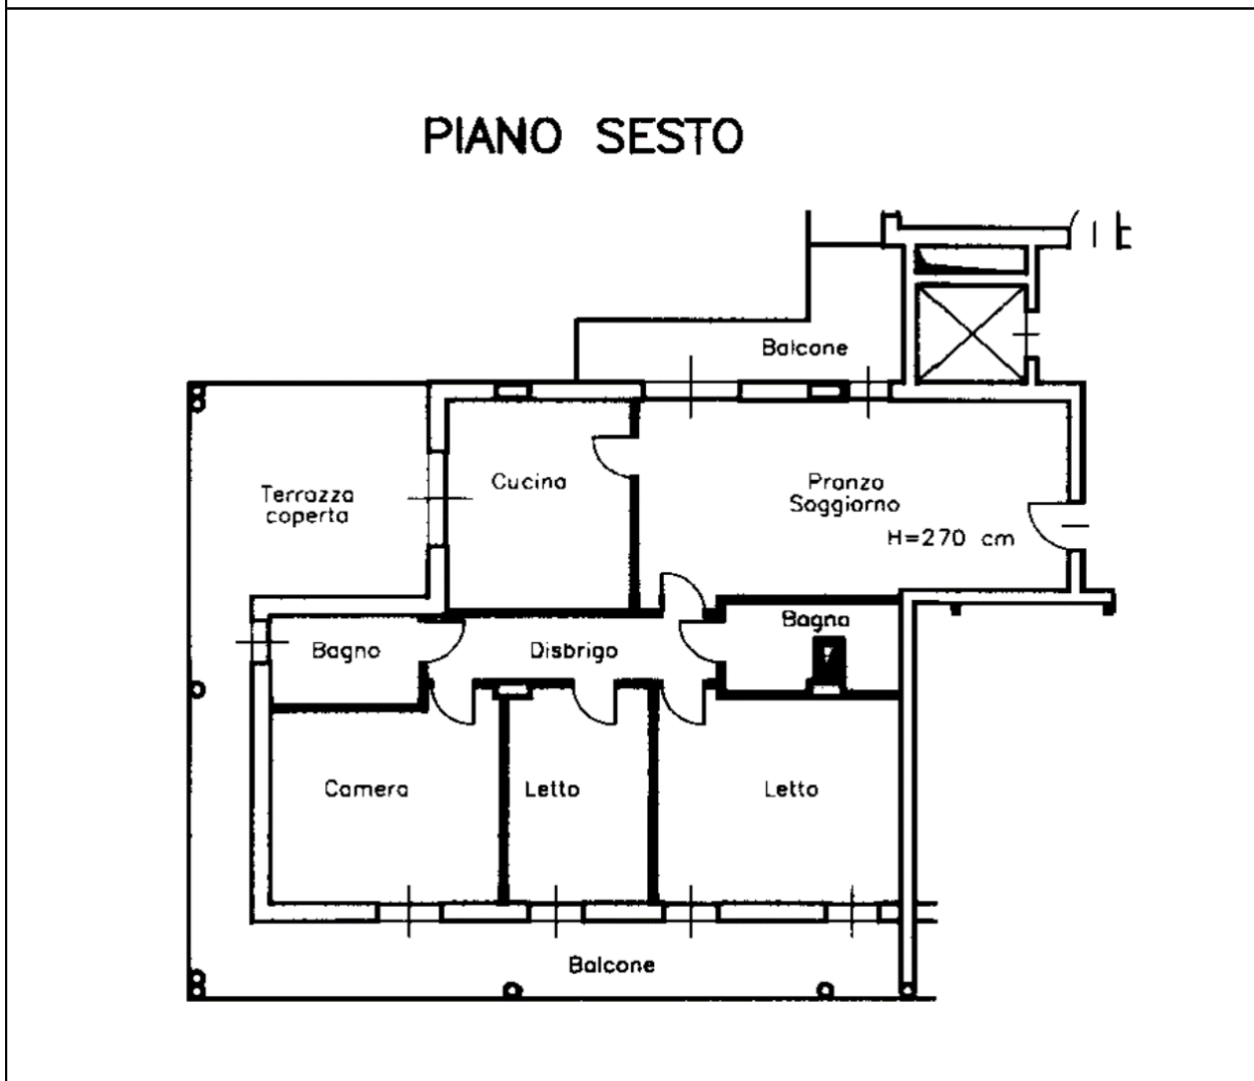 PIANO SESTO
Balcone
Cucina
Pranzo
Soggiorno
H=270 cm
Terrazza
coperta
Bagno
Disbrigo
Bagno
Camera
Letto
Letto
Balcone